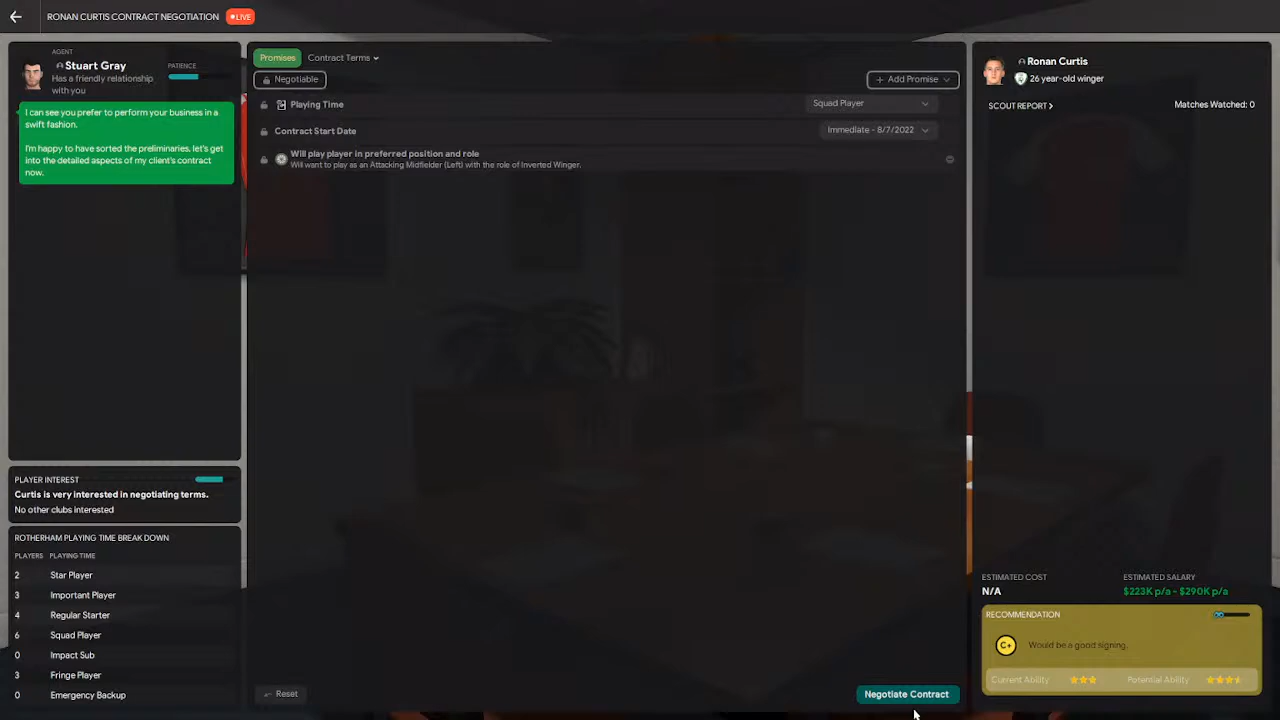 RONAN CURTIS CONTRACT NEGOTIATION
LIVE
AGENT
Stuart Gray
Has a friendly relationship
with you
PATIENCE
I can see you prefer to perform your business in a
swift fashion.
I'm happy to have sorted the preliminaries, let's get
into the detailed aspects of my client's contract
now.
PLAYER INTEREST
Curtis is very interested in negotiating terms.
No other clubs interested
ROTHERHAM PLAYING TIME BREAK DOWN
PLAYERS PLAYING TIME
2 Star Player
3 Important Player
4 Regular Starter
6 Squad Player
0 Impact Sub
3 Fringe Player
0 Emergency Backup
Promises
Contract Terms
Negotiable
Add Promise
Playing Time
Squad Player
Contract Start Date
Immediate - 8/7/2022
Will play player in preferred position and role
Will want to play as an Attacking Midfielder (Left) with the role of Inverted Winger.
Reset
Negotiate Contract
Ronan Curtis
26 year-old winger
SCOUT REPORT
Matches Watched: 0
ESTIMATED COST
N/A
ESTIMATED SALARY
$223K p/a - $290K p/a
RECOMMENDATION
C+
Would be a good signing.
Current Ability
Potential Ability